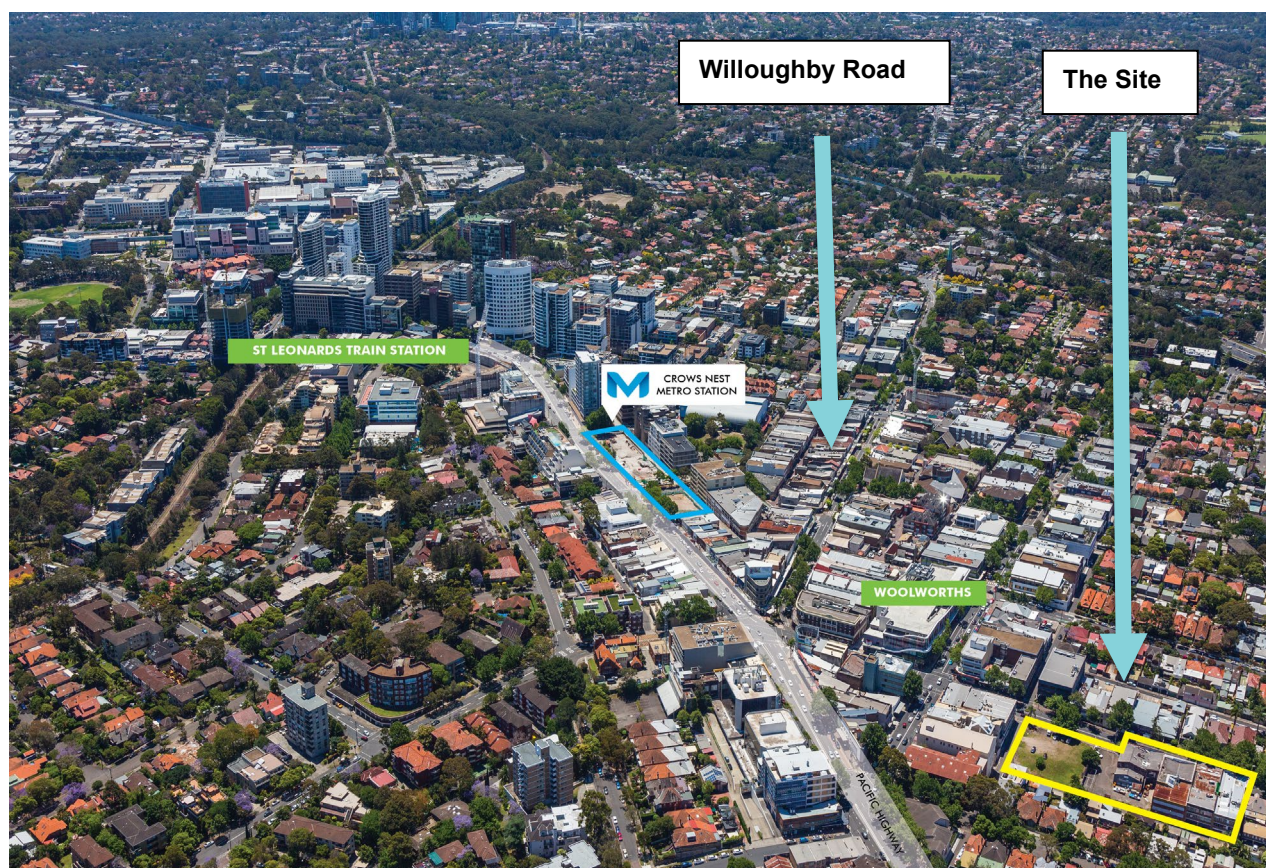 Willoughby Road
The Site
ST LEONARDS TRAIN STATION
CROWS NEST
METRO STATION
WOOLWORTHS
PACIFIC HIGHWAY